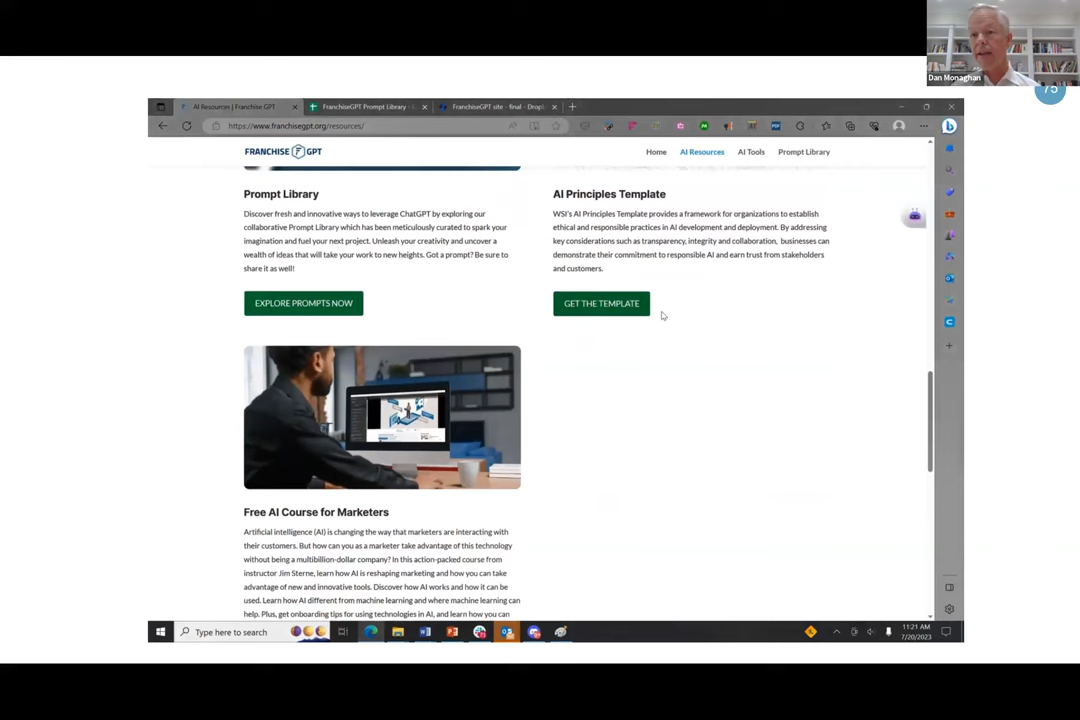 Dan Monaghan
75
AI Resources | Franchise GPT
FranchiseGPT Prompt Library -
FranchiseGPT site - final - Drop
https://www.franchisegpt.org/resources/
FRANCHISE GPT
Home
AI Resources
AI Tools
Prompt Library
Prompt Library
Discover fresh and innovative ways to leverage ChatGPT by exploring our
collaborative Prompt Library which has been meticulously curated to spark your
imagination and fuel your next project. Unleash your creativity and uncover a
wealth of ideas that will take your work to new heights. Got a prompt? Be sure to
share it as well!
EXPLORE PROMPTS NOW
AI Principles Template
WSI's AI Principles Template provides a framework for organizations to establish
ethical and responsible practices in AI development and deployment. By addressing
key considerations such as transparency, integrity and collaboration, businesses can
demonstrate their commitment to responsible AI and earn trust from stakeholders
and customers.
GET THE TEMPLATE
Free AI Course for Marketers
Artificial intelligence (AI) is changing the way that marketers are interacting with
their customers. But how can you as a marketer take advantage of this technology
without being a multibillion-dollar company? In this action-packed course from
instructor Jim Sterne, learn how AI is reshaping marketing and how you can take
advantage of new and innovative tools. Discover how AI works and how it can be
used. Learn how AI different from machine learning and where machine learning can
help. Plus, get onboarding tips for using technologies in AI, and learn how you can
Type here to search
11:21 AM
7/20/2023